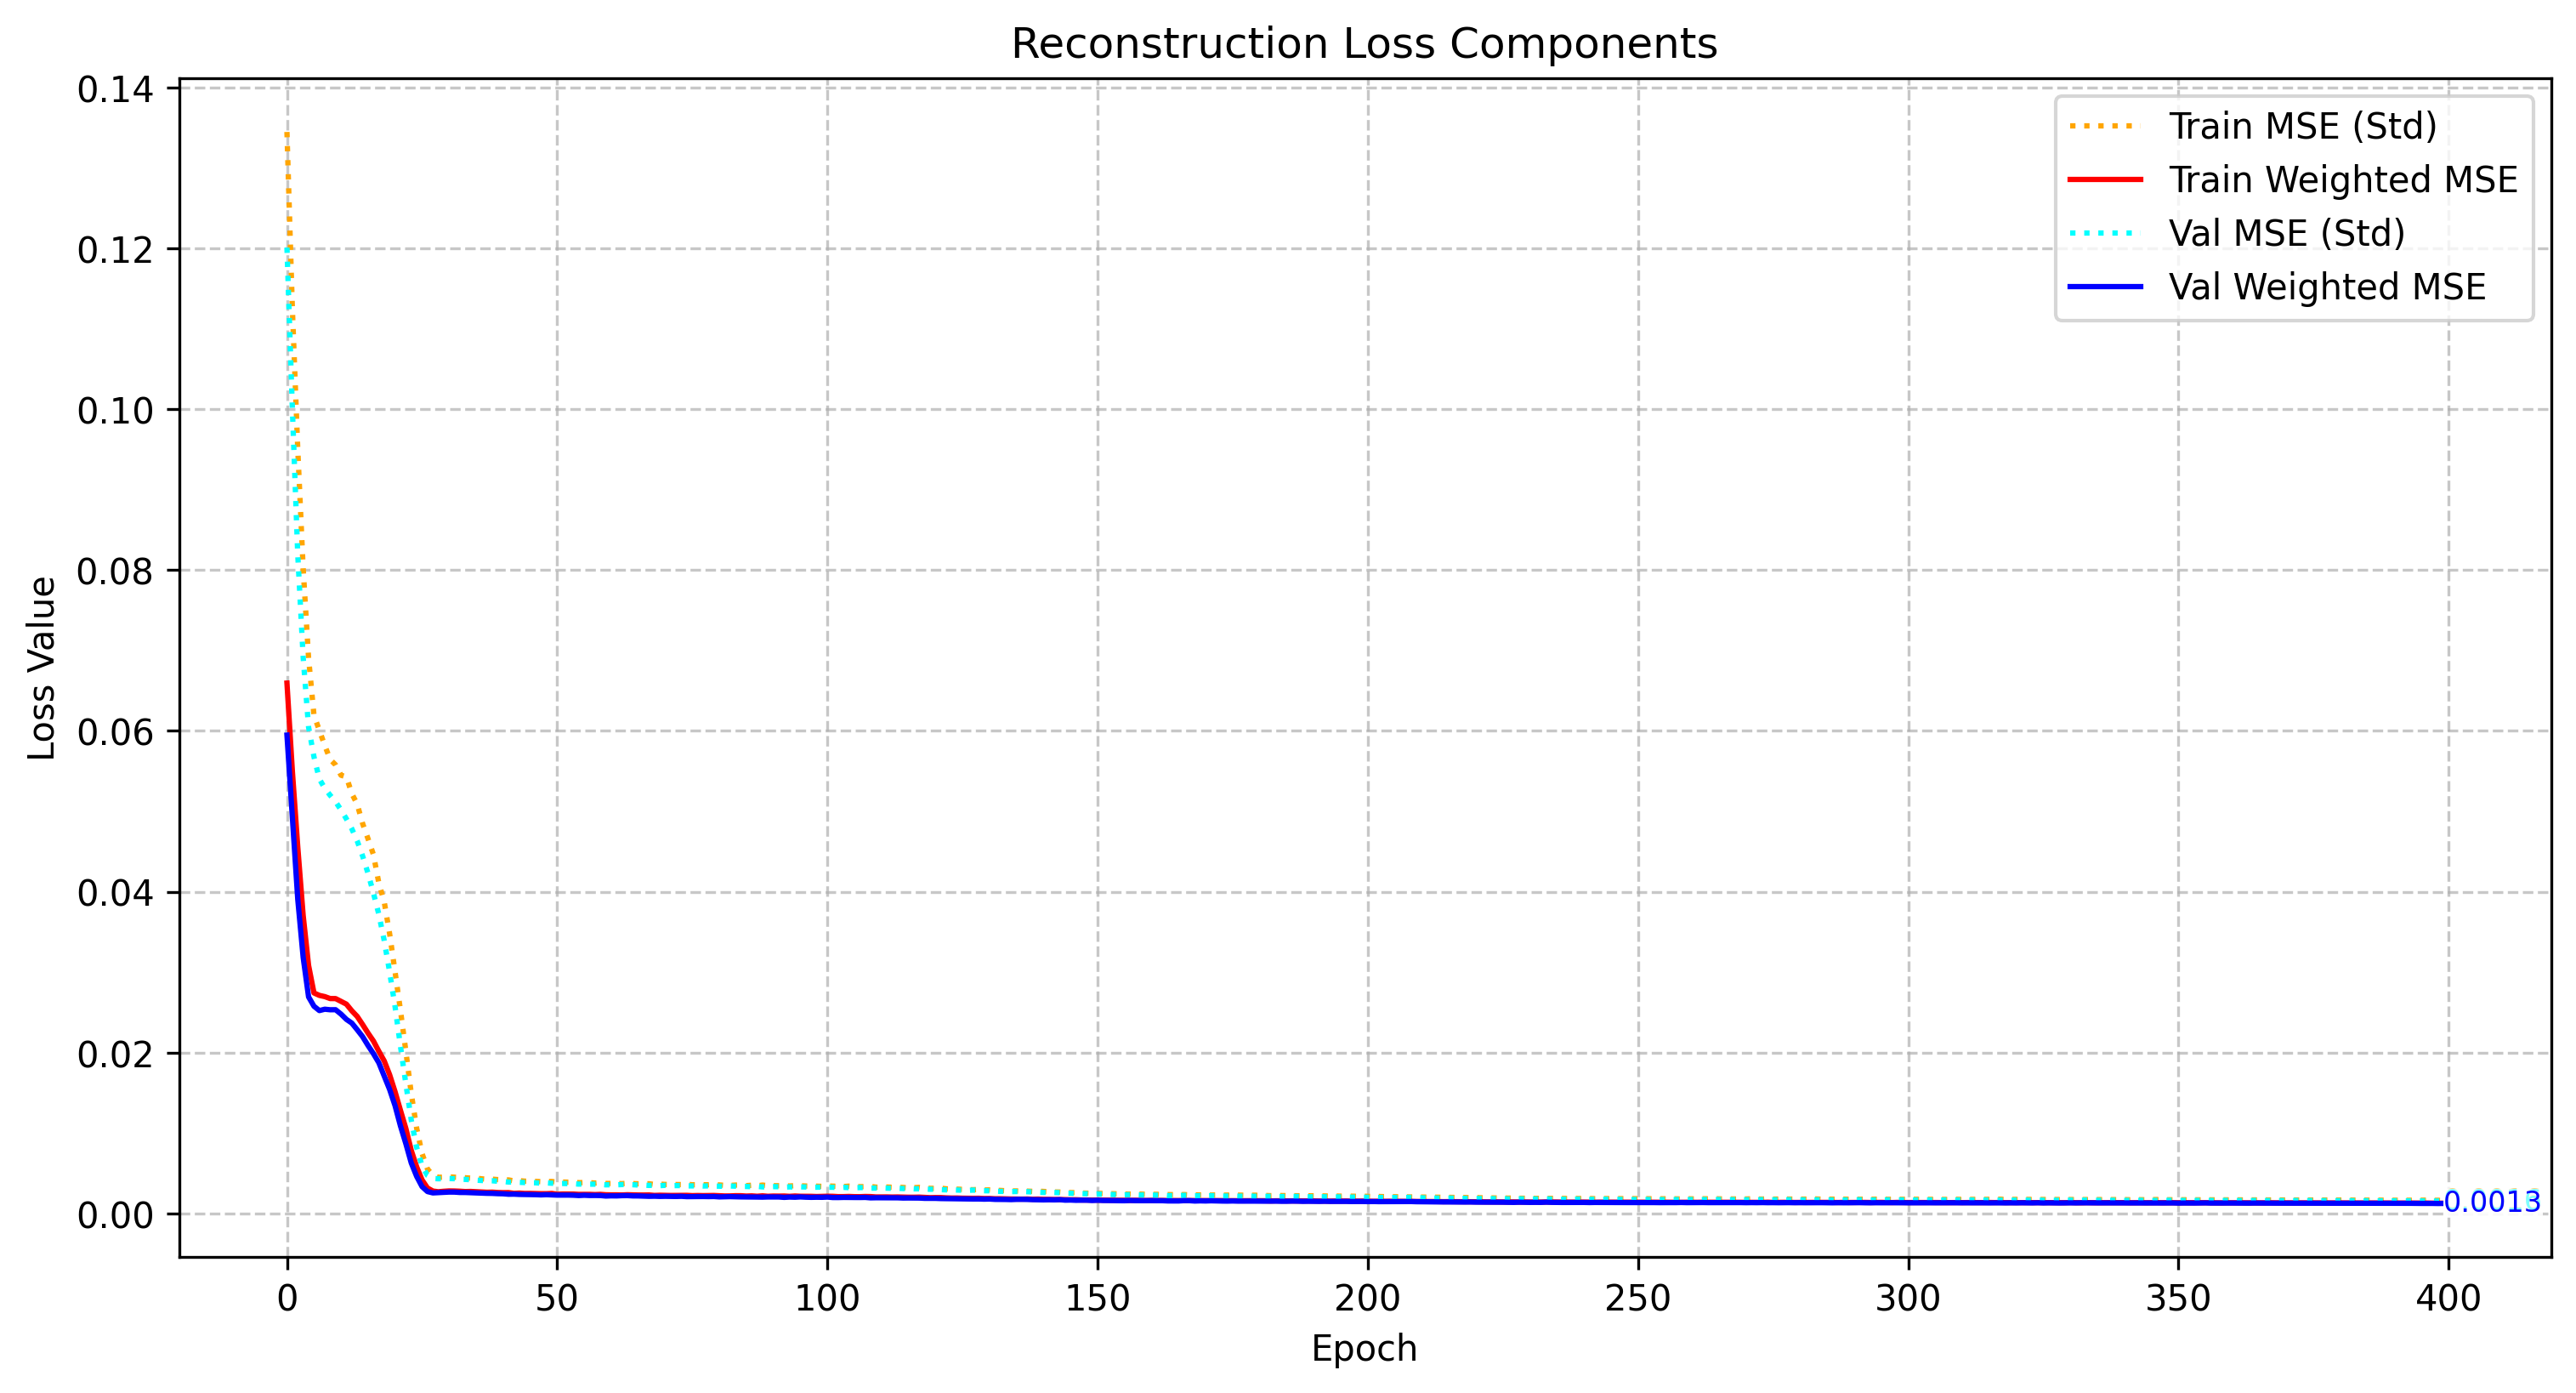 Reconstruction Loss Components
0.14
0.12
0.10
0.08
0.06
0.04
0.02
0.00
Loss Value
Train MSE (Std)
Train Weighted MSE
Val MSE (Std)
Val Weighted MSE
0.0013
0 50 100 150 200 250 300 350 400
Epoch